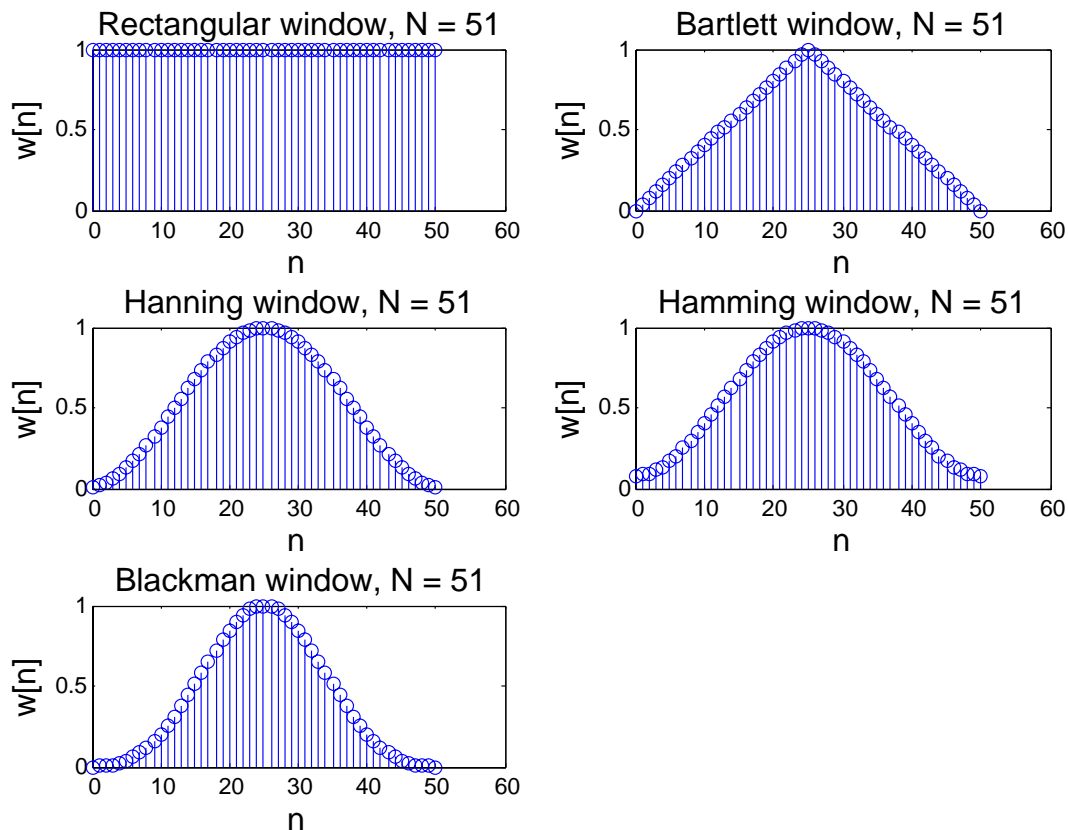 Rectangular window, N = 51
w[n]
1
0.5
0
0 10 20 30 40 50 60
n
Bartlett window, N = 51
w[n]
1
0.5
0
0 10 20 30 40 50 60
n
Hanning window, N = 51
w[n]
1
0.5
0
0 10 20 30 40 50 60
n
Hamming window, N = 51
w[n]
1
0.5
0
0 10 20 30 40 50 60
n
Blackman window, N = 51
w[n]
1
0.5
0
0 10 20 30 40 50 60
n